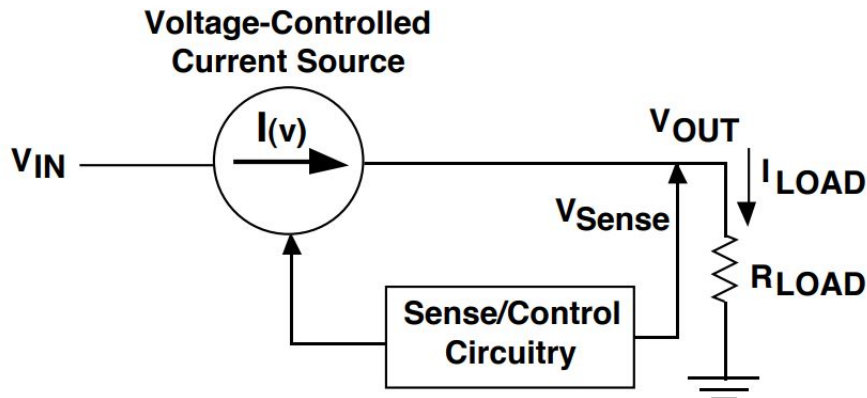 Voltage-Controlled
Current Source
I(v)
VIN
VOUT
ILOAD
VSense
RLOAD
Sense/Control
Circuitry